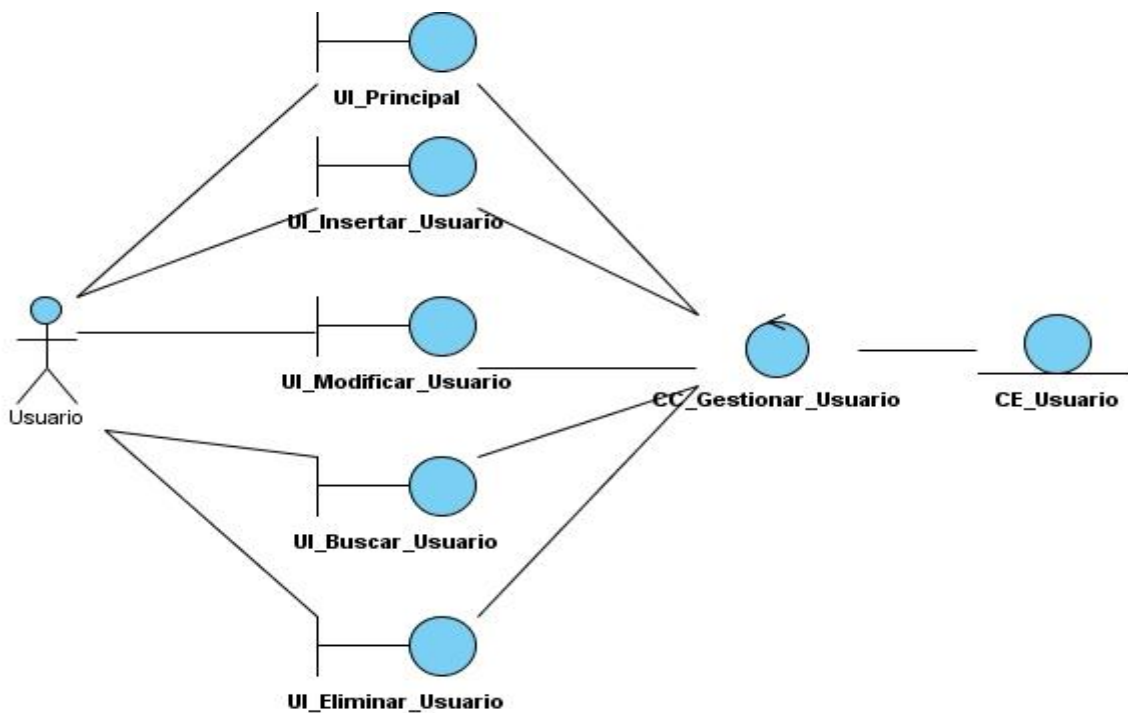 UI_Principal
UI_Insertar_Usuario
UI_Modificar_Usuario
CC_Gestionar_Usuario
CE_Usuario
Usuario
UI_Buscar_Usuario
UI_Eliminar_Usuario